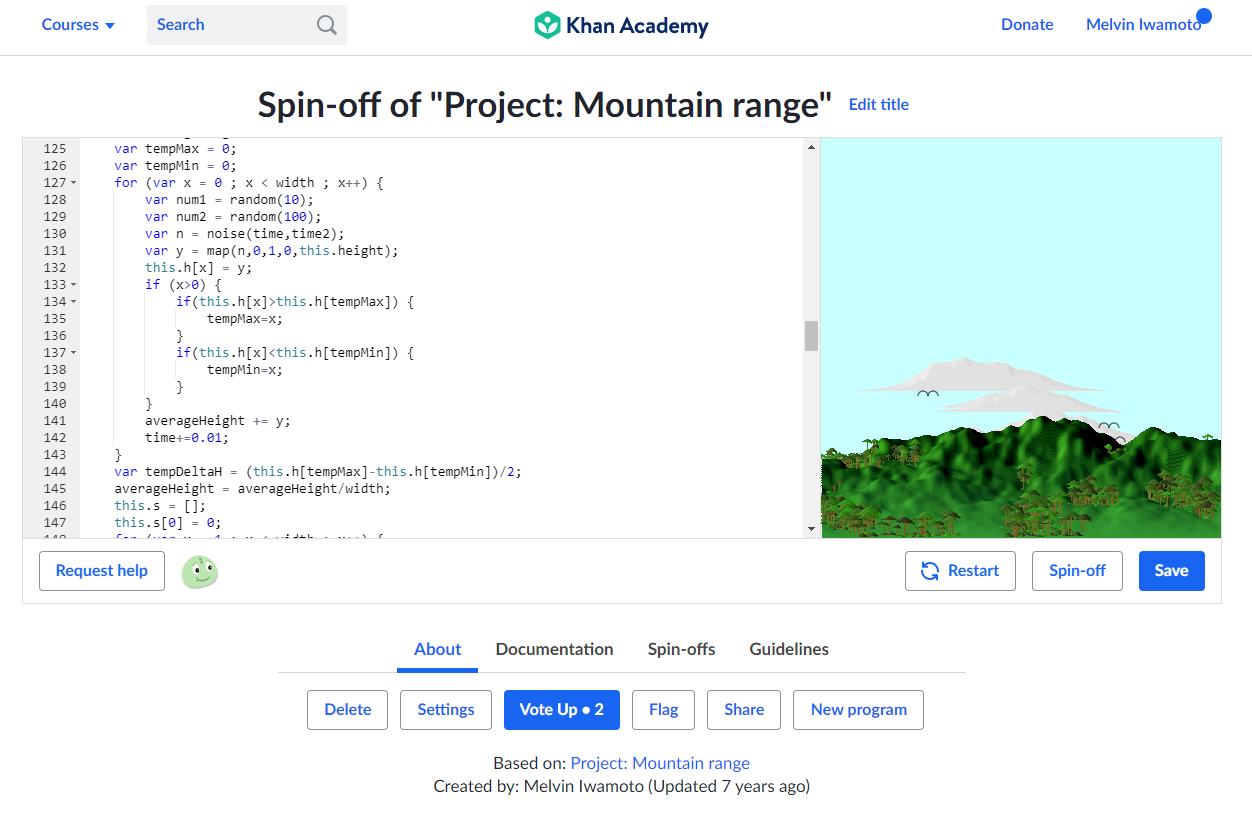 Courses
Search
Khan Academy
Donate
Melvin Iwamoto
Spin-off of "Project: Mountain range"
Edit title
125 var tempMax = 0;
126 var tempMin = 0;
127 for (var x = 0 ; x < width ; x++) {
128 var num1 = random(10);
129 var num2 = random(100);
130 var n = noise(time,time2);
131 var y = map(n,0,1,0,this.height);
132 this.h[x] = y;
133 if (x>0) {
134 if(this.h[x]>this.h[tempMax]) {
135 tempMax=x;
136 }
137 if(this.h[x]<this.h[tempMin]) {
138 tempMin=x;
139 }
140 }
141 averageHeight += y;
142 time+=0.01;
143 }
144 var tempDeltaH = (this.h[tempMax]-this.h[tempMin])/2;
145 averageHeight = averageHeight/width;
146 this.s = [];
147 this.s[0] = 0;
Request help
Restart
Spin-off
Save
About
Documentation
Spin-offs
Guidelines
Delete
Settings
Vote Up • 2
Flag
Share
New program
Based on: Project: Mountain range
Created by: Melvin Iwamoto (Updated 7 years ago)